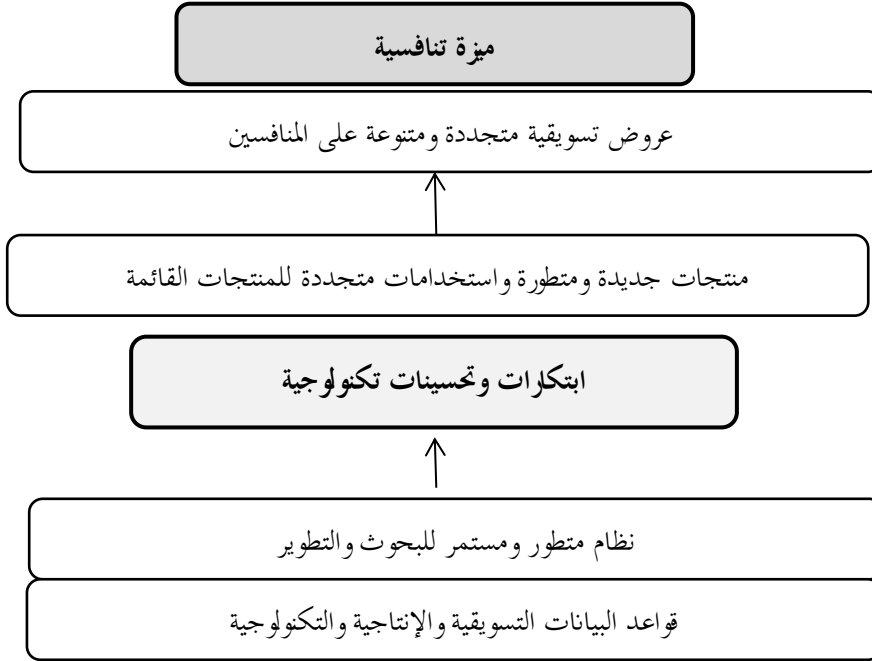 ميزة تنافسية
عروض تسويقية متجددة ومتنوعة على المنافسين
منتجات جديدة ومتطورة واستخدامات متجددة للمنتجات القائمة
ابتكارات وتحسينات تكنولوجية
نظام متطور ومستمر للبحوث والتطوير
قواعد البيانات التسويقية والإنتاجية والتكنولوجية